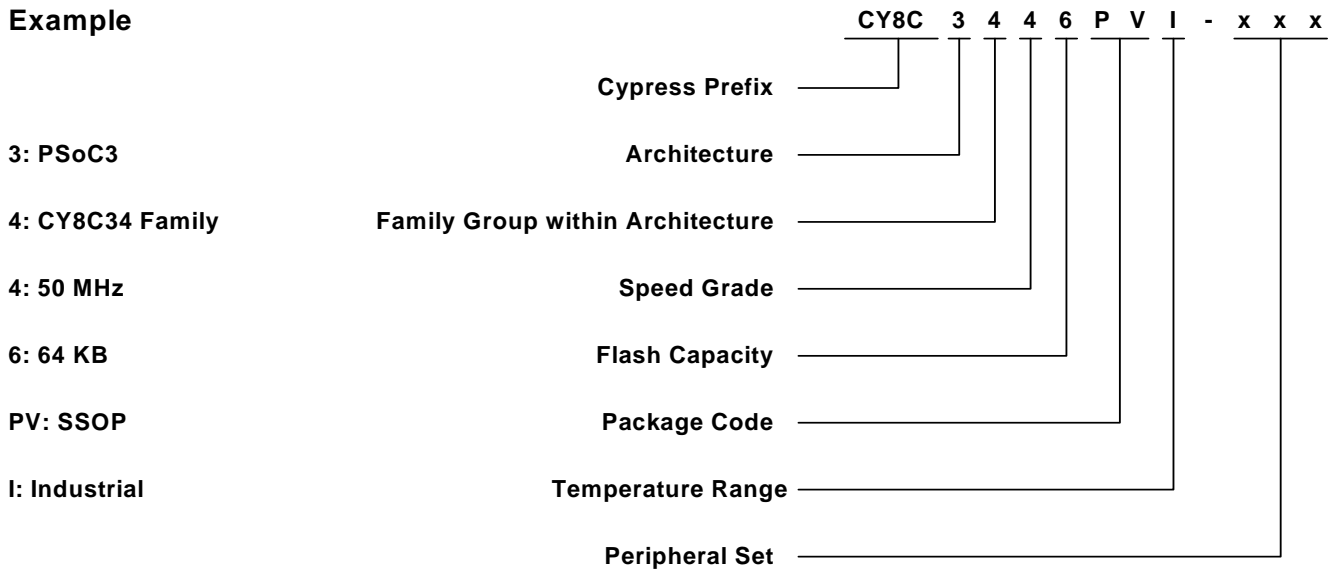 Example
CY8C 3 4 4 6 P V I - x x x
Cypress Prefix
3: PSoC3 Architecture
4: CY8C34 Family Family Group within Architecture
4: 50 MHz Speed Grade
6: 64 KB Flash Capacity
PV: SSOP Package Code
I: Industrial Temperature Range
Peripheral Set